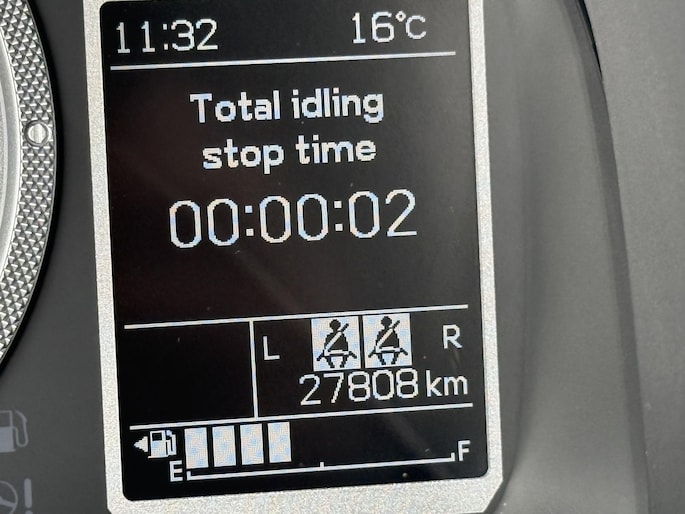 11:32 16°C
Total idling
stop time
00:00:02
L R
27808 km
E F